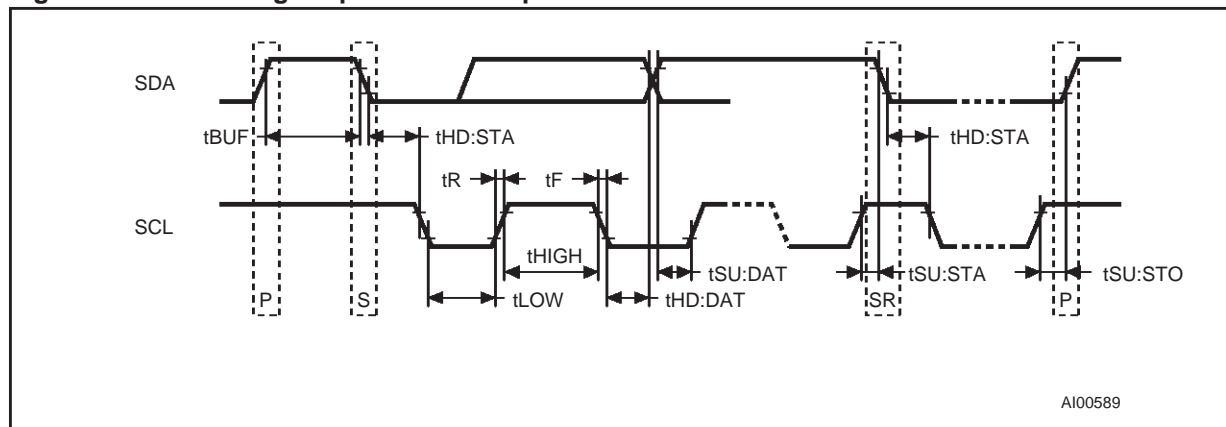 SDA
tBUF
tHD:STA
tHD:STA
tR
tF
SCL
tHIGH
tSU:DAT
tSU:STA
tSU:STO
P
S
tLOW
tHD:DAT
SR
P
AI00589